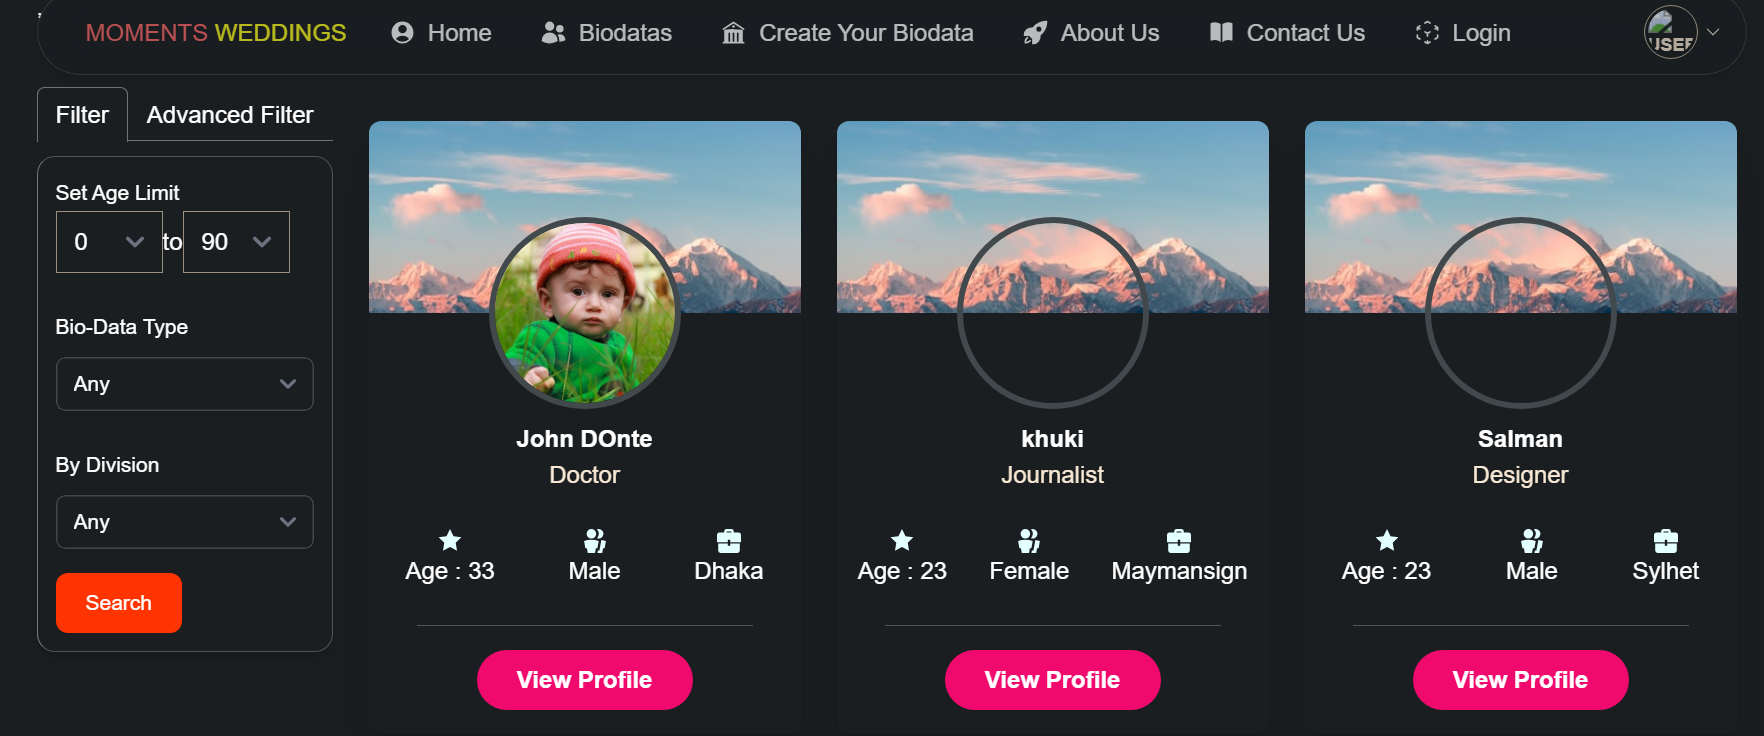 MOMENTS WEDDINGS
Home
Biodatas
Create Your Biodata
About Us
Contact Us
Login
USER
Filter
Advanced Filter
Set Age Limit
0 to 90
Bio-Data Type
Any
By Division
Any
Search
John DOnte
Doctor
Age : 33
Male
Dhaka
View Profile
khuki
Journalist
Age : 23
Female
Maymansign
View Profile
Salman
Designer
Age : 23
Male
Sylhet
View Profile